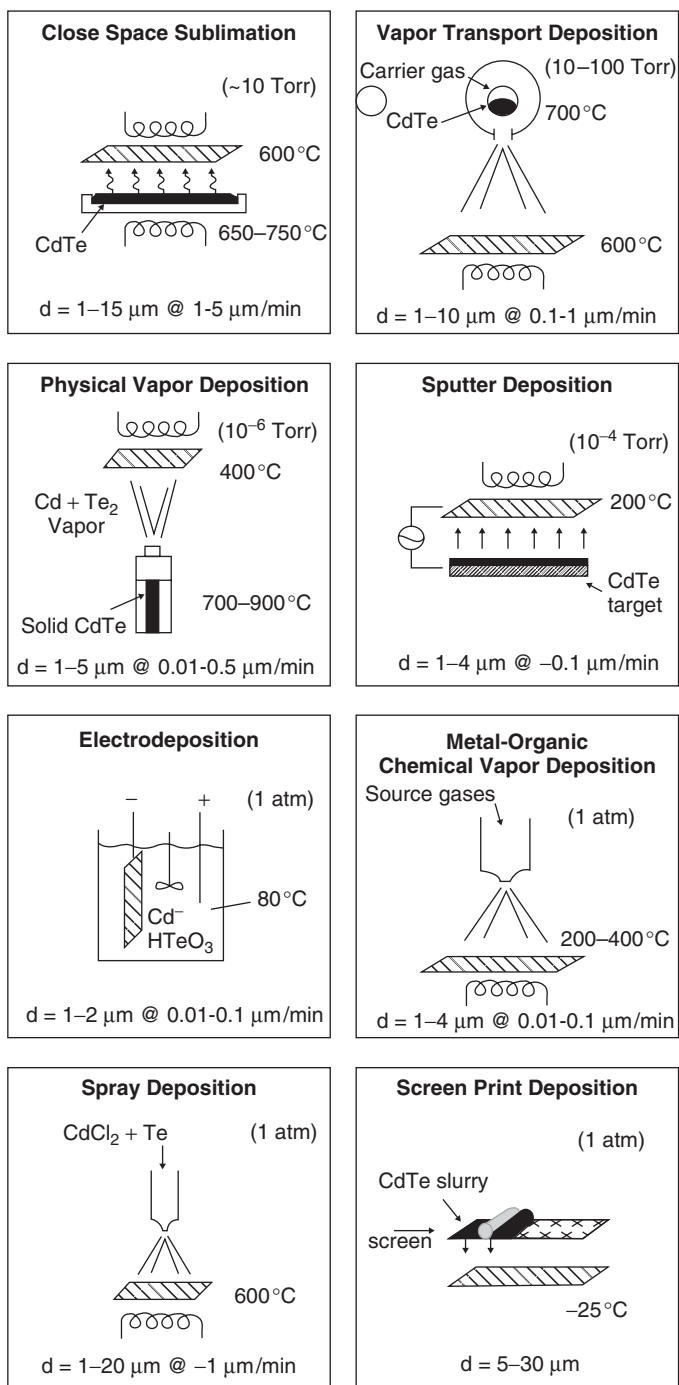 Close Space Sublimation
(~10 Torr)
600°C
CdTe
650–750°C
d = 1–15 μm @ 1-5 μm/min
Vapor Transport Deposition
Carrier gas
(10–100 Torr)
CdTe
700°C
600°C
d = 1–10 μm @ 0.1-1 μm/min
Physical Vapor Deposition
(10⁻⁶ Torr)
400°C
Cd + Te₂
Vapor
700–900°C
Solid CdTe
d = 1–5 μm @ 0.01-0.5 μm/min
Sputter Deposition
(10⁻⁴ Torr)
200°C
CdTe
target
d = 1–4 μm @ –0.1 μm/min
Electrodeposition
– + (1 atm)
80°C
Cd⁻
HTeO₃
d = 1–2 μm @ 0.01-0.1 μm/min
Metal-Organic
Chemical Vapor Deposition
Source gases
(1 atm)
200–400°C
d = 1–4 μm @ 0.01-0.1 μm/min
Spray Deposition
CdCl₂ + Te (1 atm)
600°C
d = 1–20 μm @ –1 μm/min
Screen Print Deposition
(1 atm)
CdTe slurry
screen
–25°C
d = 5–30 μm